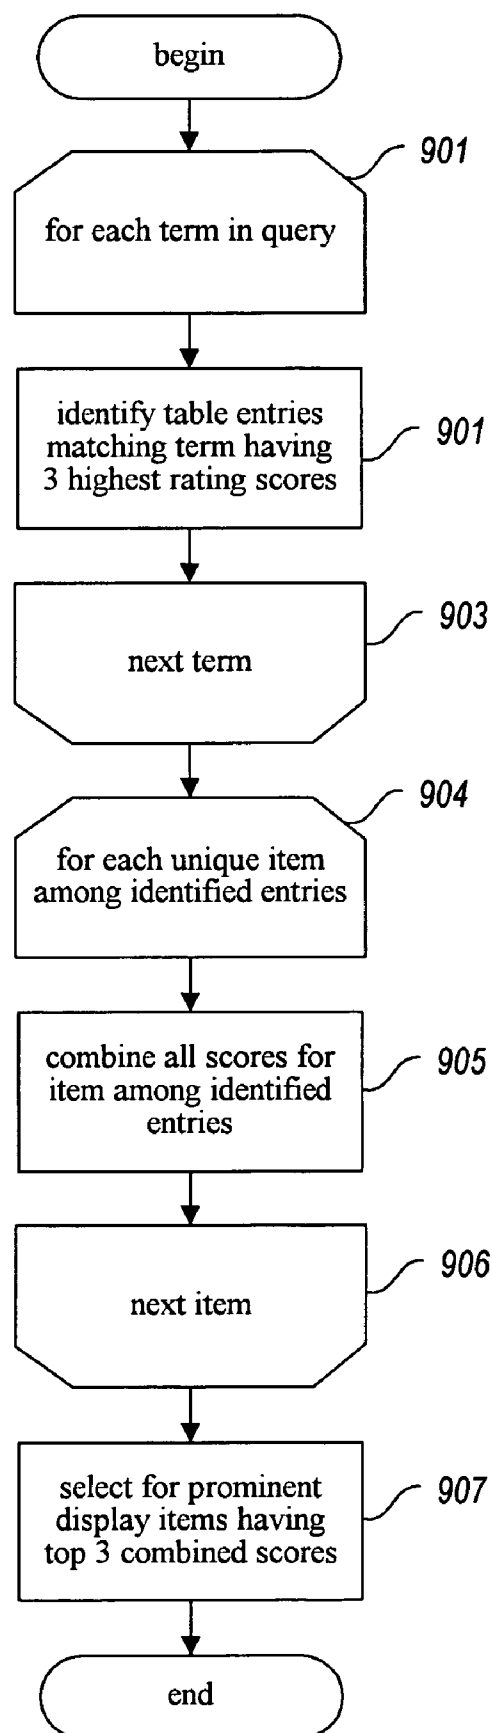 begin
901
for each term in query
identify table entries
matching term having
3 highest rating scores
901
next term
903
904
for each unique item
among identified entries
combine all scores for
item among identified
entries
905
next item
906
select for prominent
display items having
top 3 combined scores
907
end